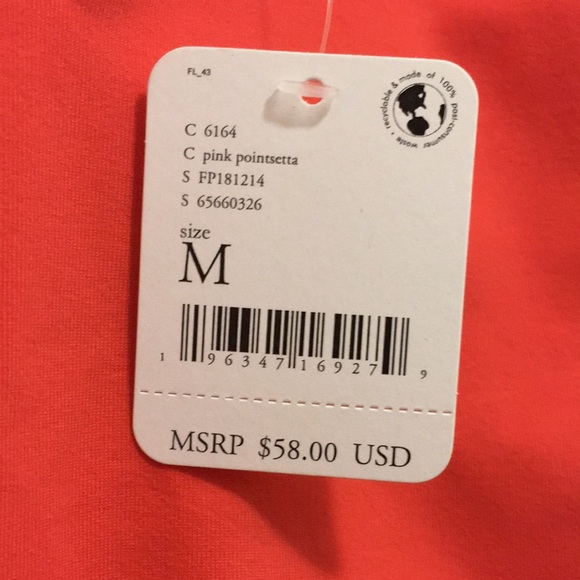 FL_43
recyclable & made of 100% post-consumer waste •
C 6164
C pink pointsetta
S FP181214
S 65660326
size
M
1 96347 16927 9
MSRP $58.00 USD